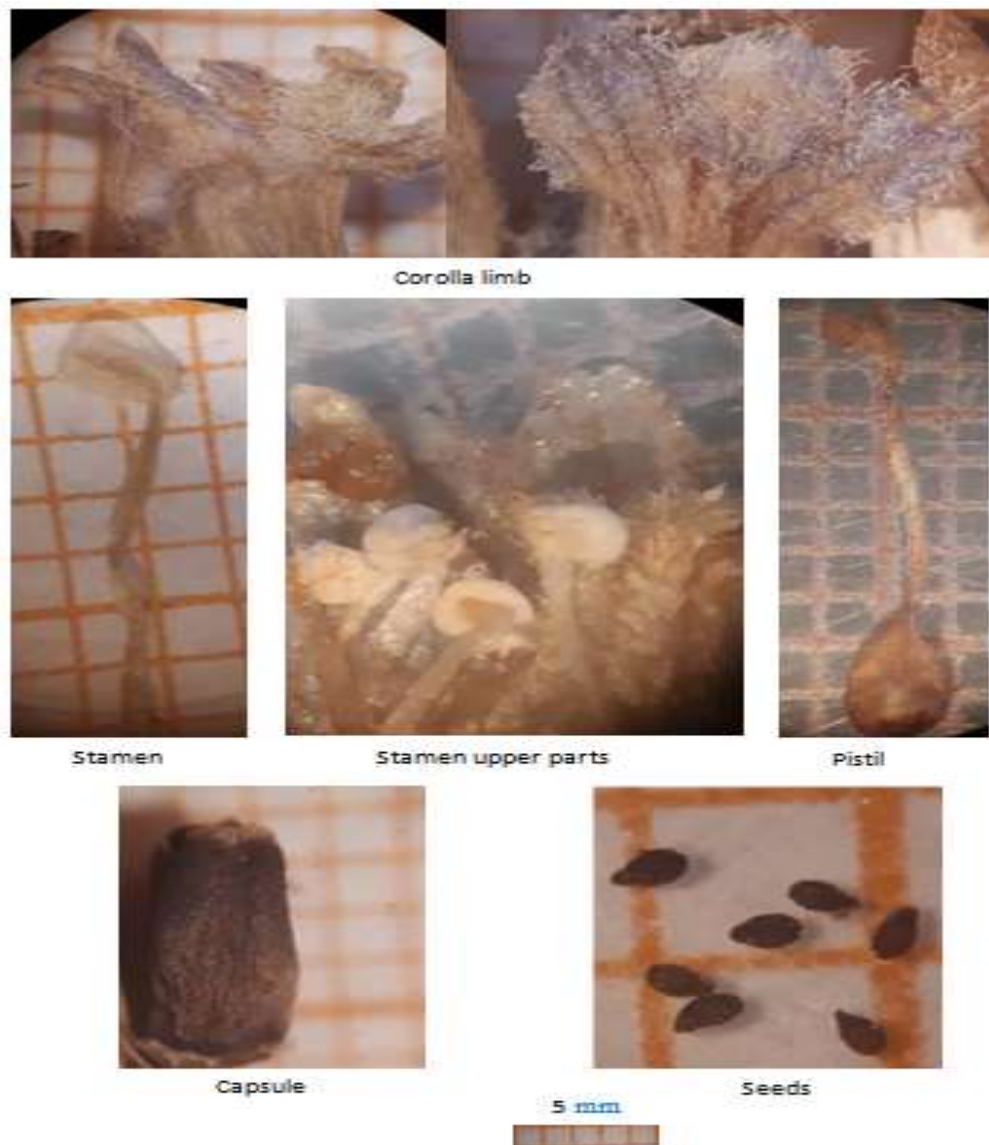 Corolla limb
Stamen
Stamen upper parts
Pistil
Capsule
Seeds
5 mm